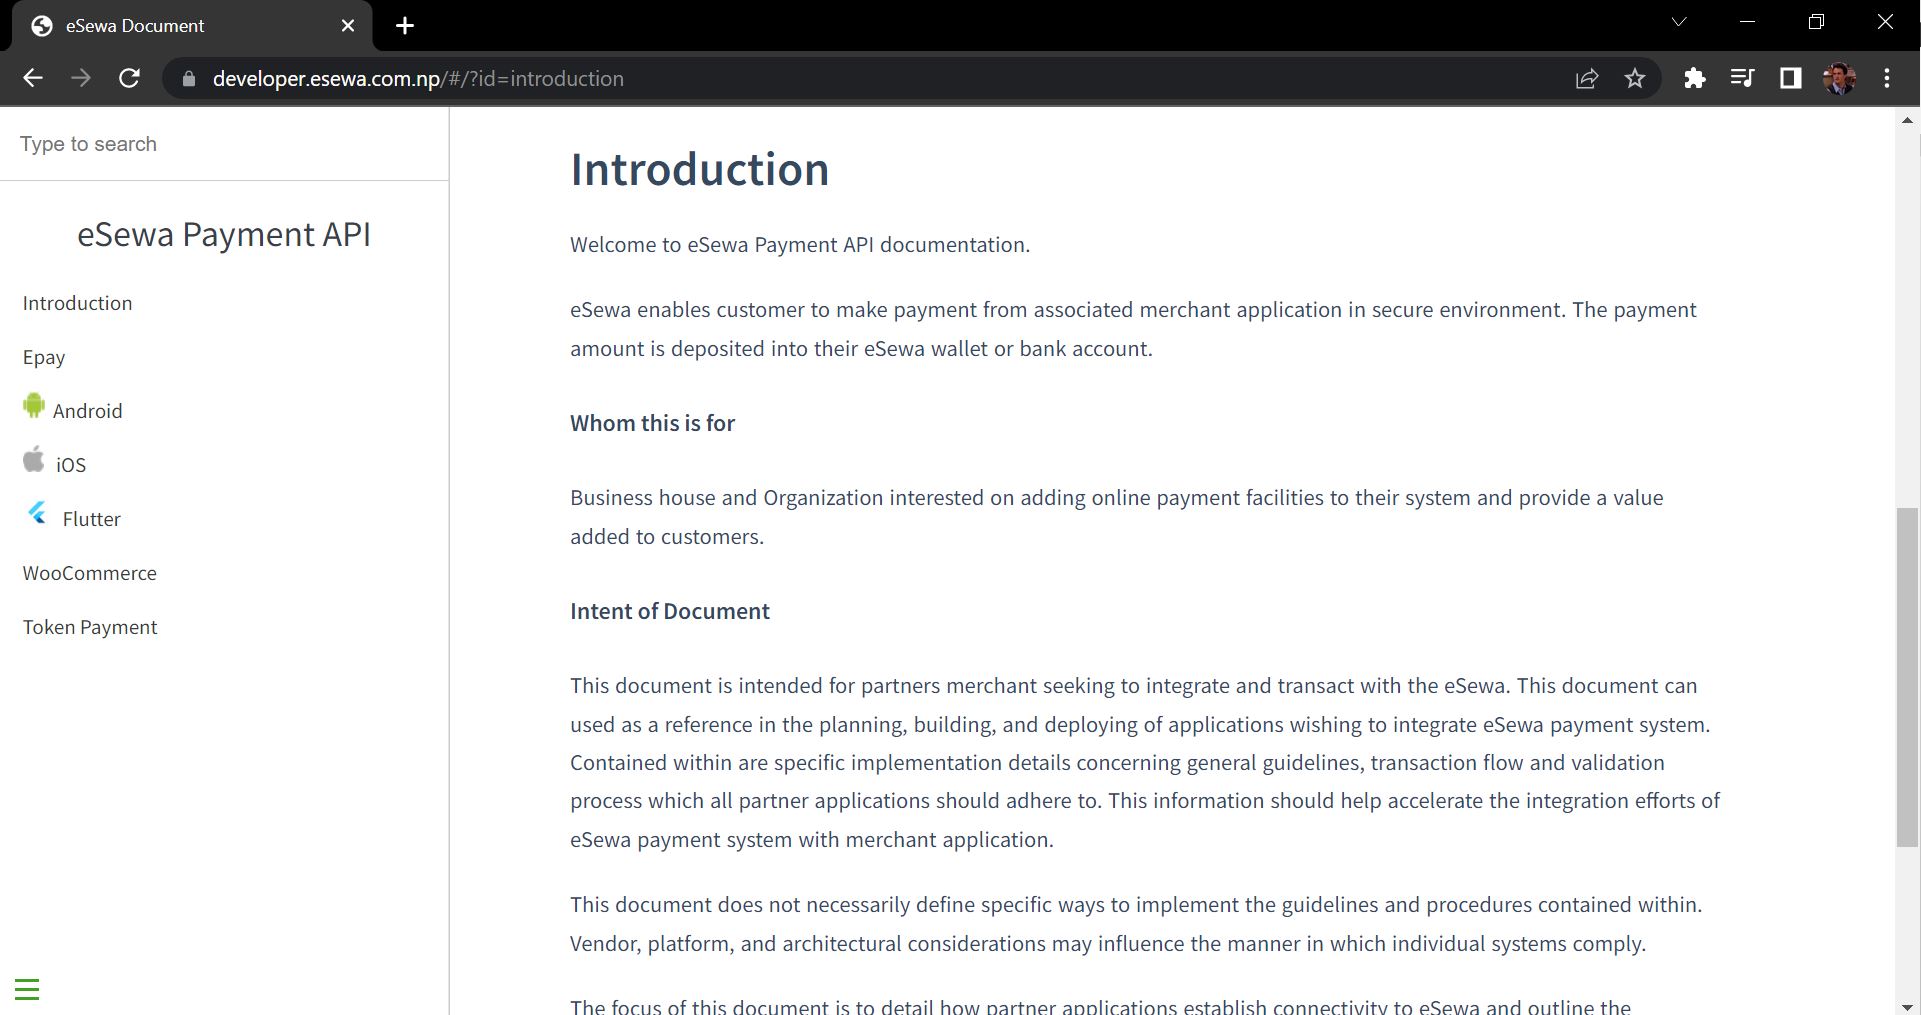 eSewa Document
developer.esewa.com.np/#/?id=introduction
Type to search
eSewa Payment API
Introduction
Epay
Android
iOS
Flutter
WooCommerce
Token Payment
Introduction
Welcome to eSewa Payment API documentation.
eSewa enables customer to make payment from associated merchant application in secure environment. The payment
amount is deposited into their eSewa wallet or bank account.
Whom this is for
Business house and Organization interested on adding online payment facilities to their system and provide a value
added to customers.
Intent of Document
This document is intended for partners merchant seeking to integrate and transact with the eSewa. This document can
used as a reference in the planning, building, and deploying of applications wishing to integrate eSewa payment system.
Contained within are specific implementation details concerning general guidelines, transaction flow and validation
process which all partner applications should adhere to. This information should help accelerate the integration efforts of
eSewa payment system with merchant application.
This document does not necessarily define specific ways to implement the guidelines and procedures contained within.
Vendor, platform, and architectural considerations may influence the manner in which individual systems comply.
The focus of this document is to detail how partner applications establish connectivity to eSewa and outline the